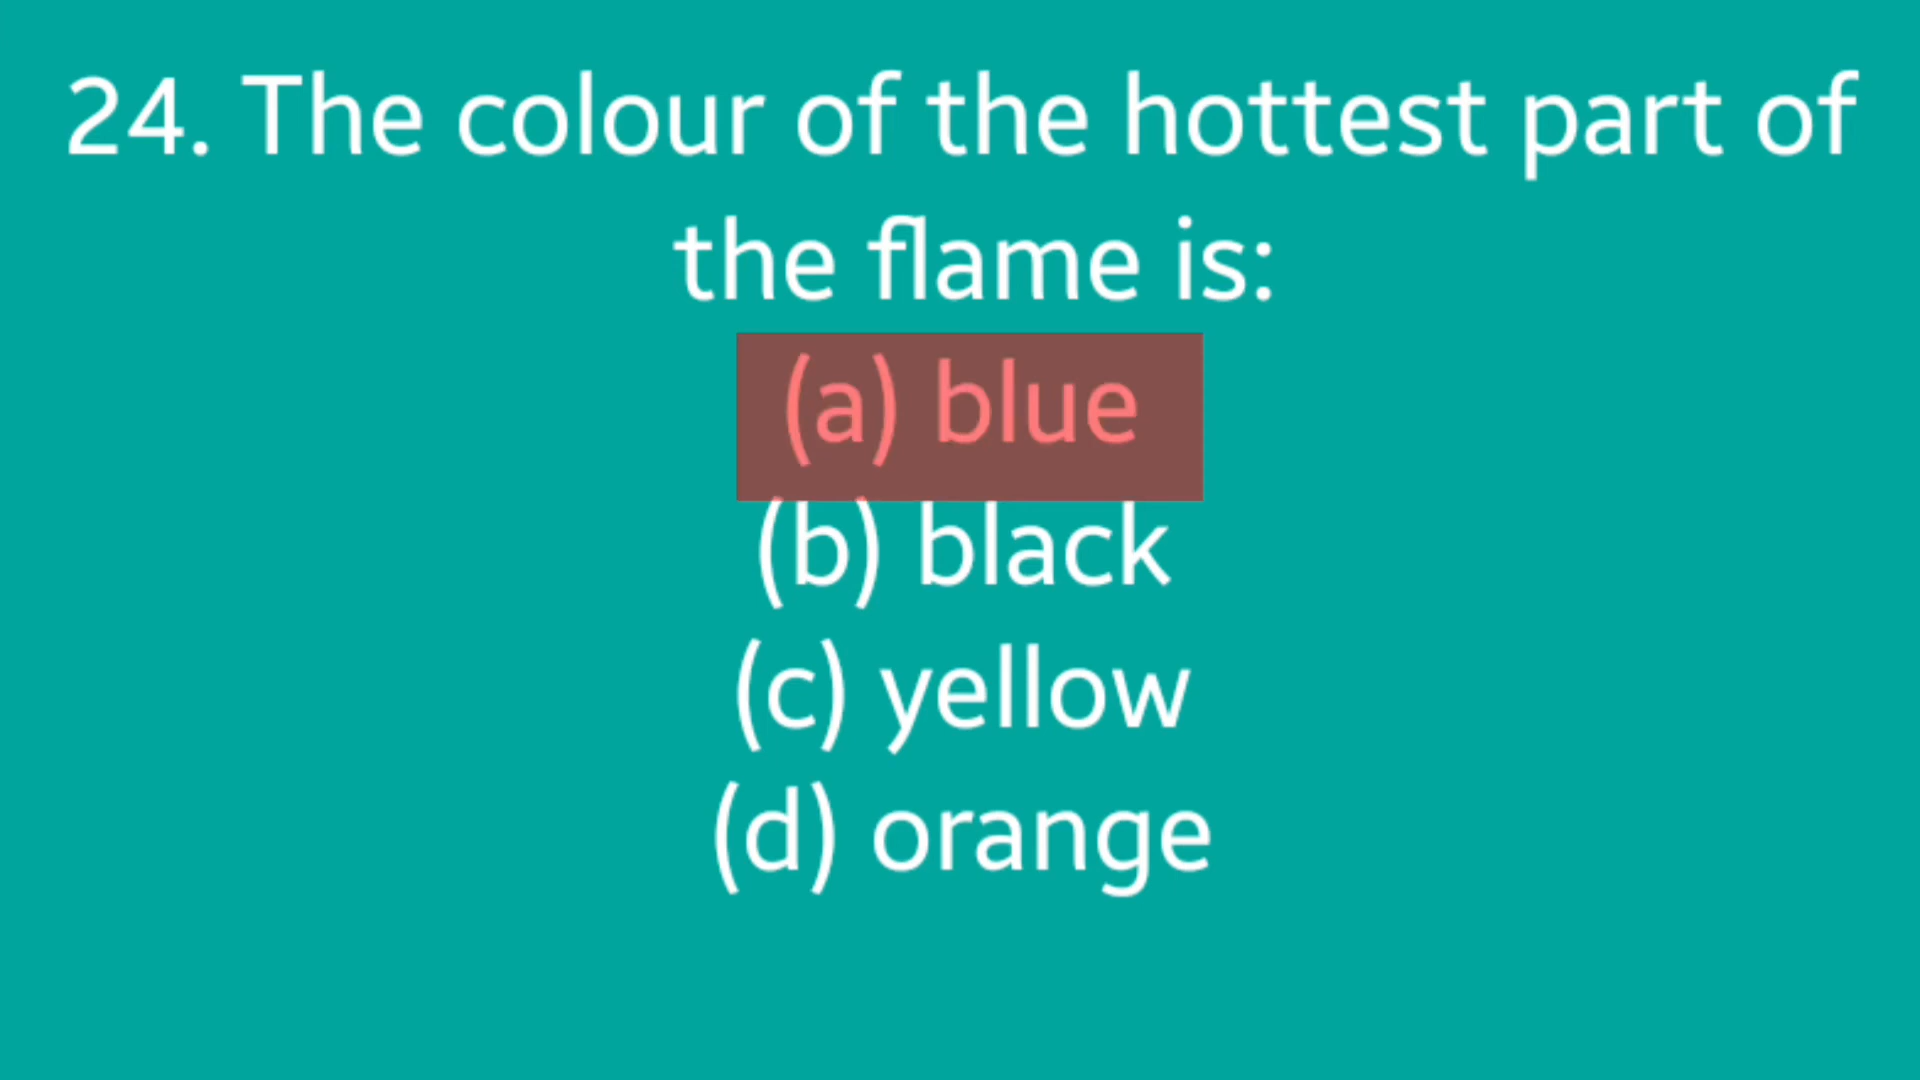 24. The colour of the hottest part of
the flame is:
(a) blue
(b) black
(c) yellow
(d) orange